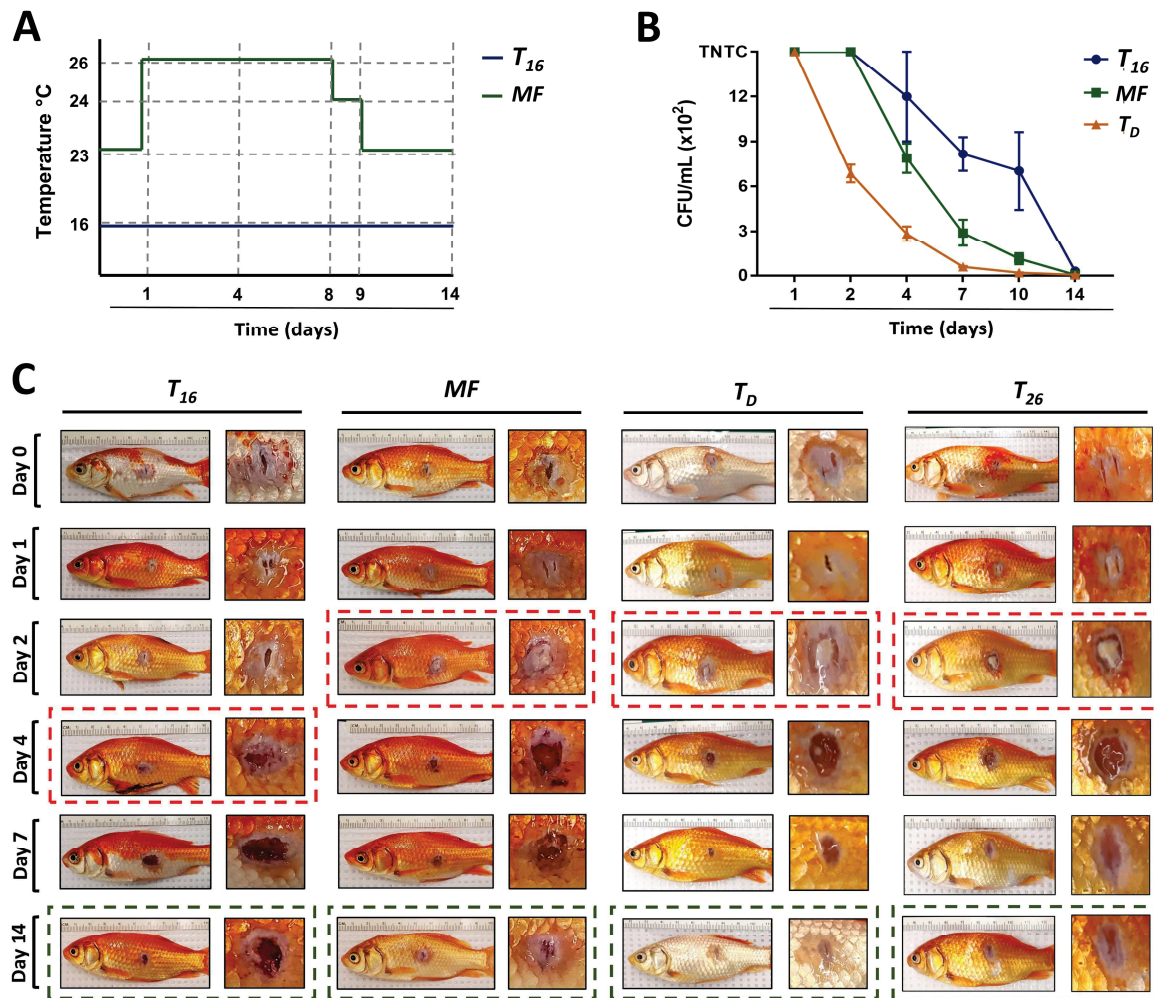 A
Temperature °C
26
24
23
16
1
4
8
9
14
Time (days)
T16
MF
B
CFU/mL (x10²)
TNTC
12
9
6
3
0
1
2
4
7
10
14
Time (days)
T16
MF
TD
C
T16
MF
TD
T26
Day 0
Day 1
Day 2
Day 4
Day 7
Day 14